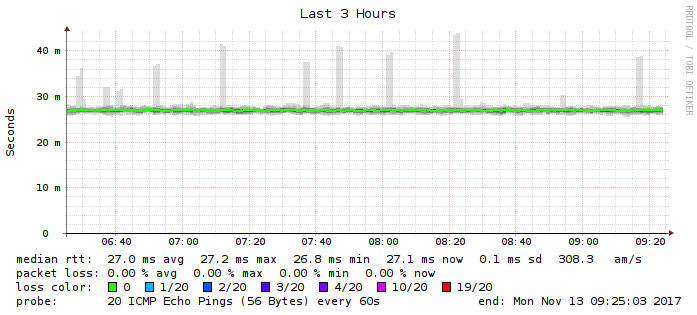 Last 3 Hours
RRDTOOL / TOBI OETIKER
Seconds
40 m
30 m
20 m
10 m
0
06:40 07:00 07:20 07:40 08:00 08:20 08:40 09:00 09:20
median rtt: 27.0 ms avg 27.2 ms max 26.8 ms min 27.1 ms now 0.1 ms sd 308.3 am/s
packet loss: 0.00 % avg 0.00 % max 0.00 % min 0.00 % now
loss color: 0 1/20 2/20 3/20 4/20 10/20 19/20
probe: 20 ICMP Echo Pings (56 Bytes) every 60s end: Mon Nov 13 09:25:03 2017